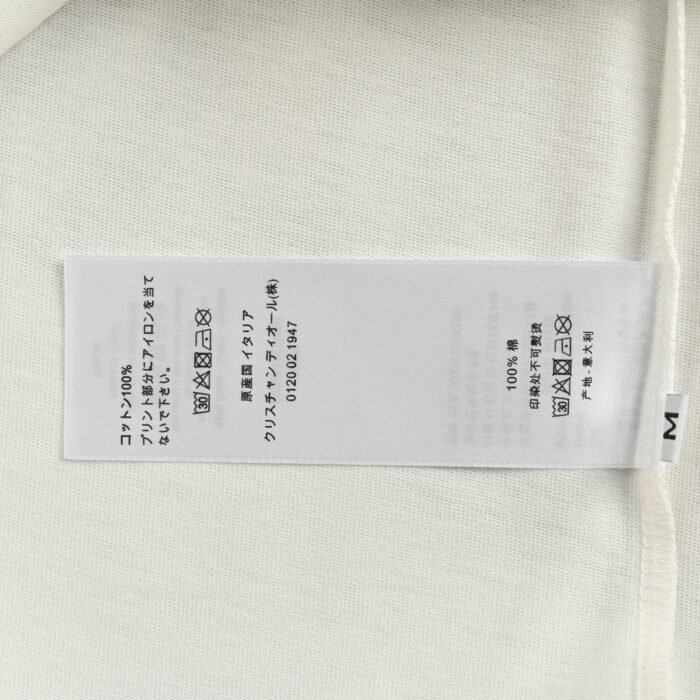 コットン100%
プリント部分にアイロンを当て
ないで下さい。
30
原産国 イタリア
クリスチャン ディオール(株)
0120 02 1947
100% 棉
印染处不可熨烫
30
产地 - 意大利
M